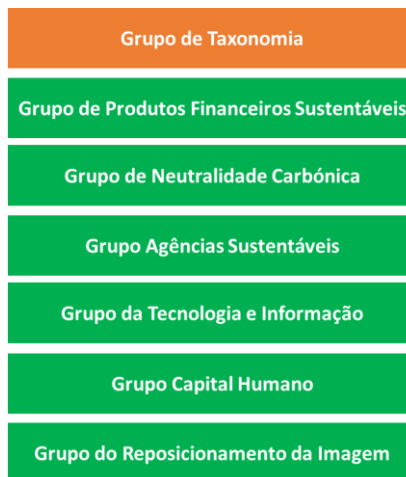 Grupo de Taxonomia
Grupo de Produtos Financeiros Sustentáveis
Grupo de Neutralidade Carbónica
Grupo Agências Sustentáveis
Grupo da Tecnologia e Informação
Grupo Capital Humano
Grupo do Reposicionamento da Imagem